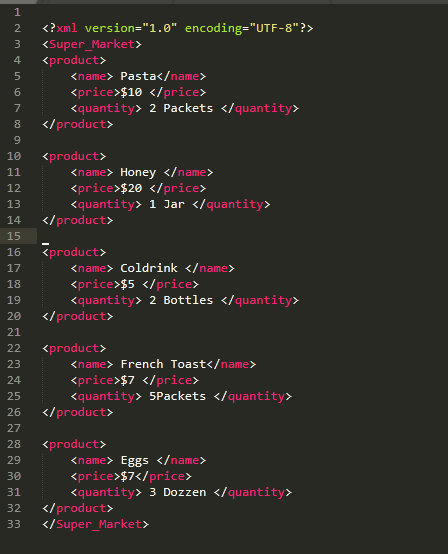 1
2 <?xml version="1.0" encoding="UTF-8"?>
3 <Super_Market>
4 <product>
5 <name> Pasta</name>
6 <price>$10 </price>
7 <quantity> 2 Packets </quantity>
8 </product>
9
10 <product>
11 <name> Honey </name>
12 <price>$20 </price>
13 <quantity> 1 Jar </quantity>
14 </product>
15
16 <product>
17 <name> Coldrink </name>
18 <price>$5 </price>
19 <quantity> 2 Bottles </quantity>
20 </product>
21
22 <product>
23 <name> French Toast</name>
24 <price>$7 </price>
25 <quantity> 5Packets </quantity>
26 </product>
27
28 <product>
29 <name> Eggs </name>
30 <price>$7</price>
31 <quantity> 3 Dozzen </quantity>
32 </product>
33 </Super_Market>